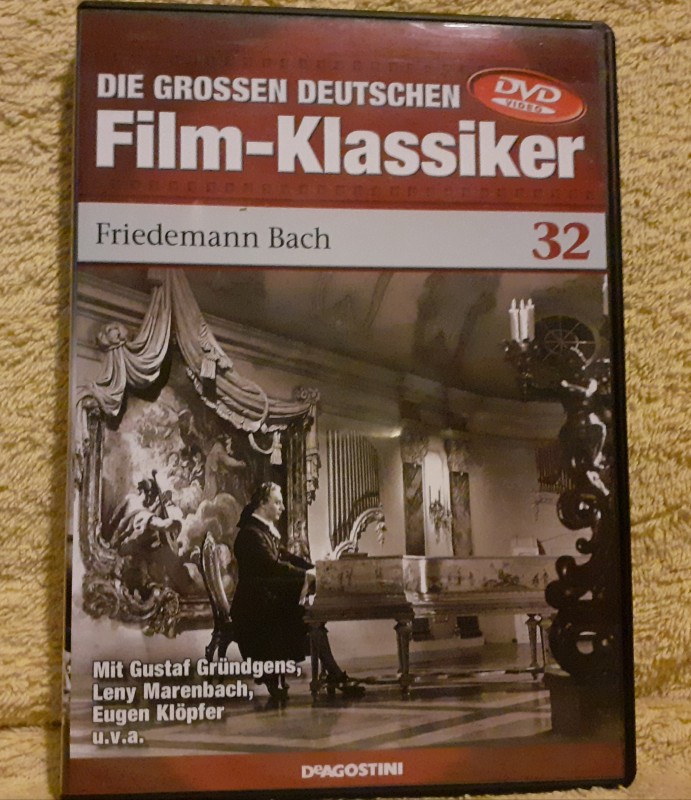 DIE GROSSEN DEUTSCHEN
DVD
VIDEO
Film-Klassiker
Friedemann Bach 32
Mit Gustaf Gründgens,
Leny Marenbach,
Eugen Klöpfer
u.v.a.
DeAGOSTINI